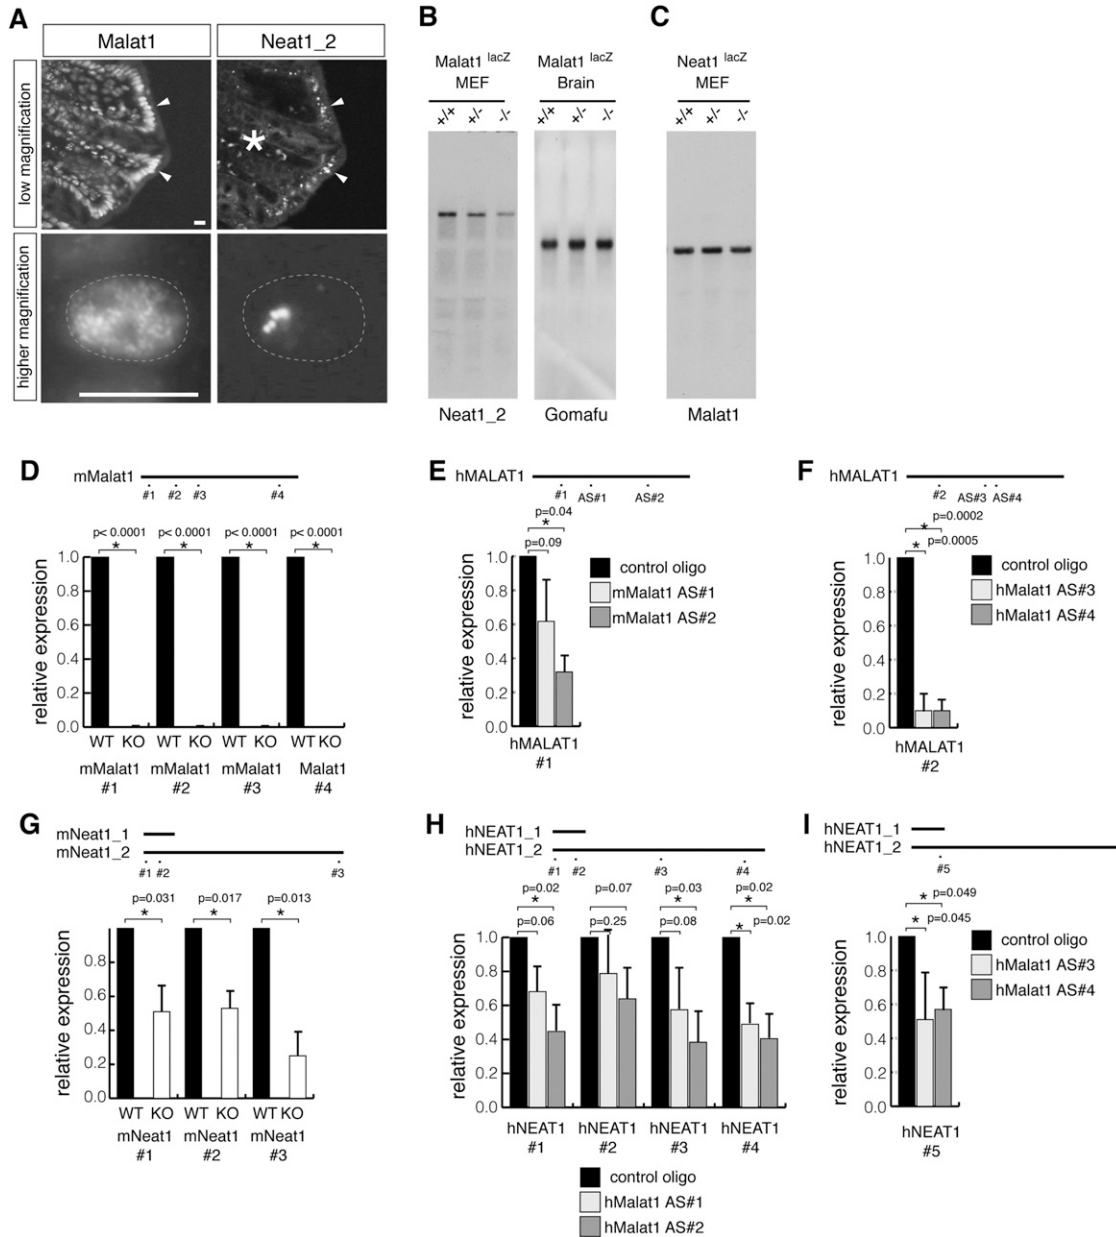 A
Malat1
Neat1_2
low magnification
higher magnification
*
B
Malat1 lacZ
MEF
+/+
+/-
-/-
Neat1_2
Malat1 lacZ
Brain
+/+
+/-
-/-
Gomafu
C
Neat1 lacZ
MEF
+/+
+/-
-/-
Malat1
D
mMalat1
#1 #2 #3 #4
p< 0.0001 p< 0.0001 p< 0.0001 p< 0.0001
* * * *
relative expression
1.0
0.8
0.6
0.4
0.2
0.0
WT KO WT KO WT KO WT KO
mMalat1 mMalat1 mMalat1 Malat1
#1 #2 #3 #4
E
hMALAT1
#1 AS#1 AS#2
p=0.04
*
p=0.09
relative expression
1.0
0.8
0.6
0.4
0.2
0.0
control oligo
mMalat1 AS#1
mMalat1 AS#2
hMALAT1
#1
F
hMALAT1
#2 AS#3 AS#4
p=0.0002
*
p=0.0005
*
relative expression
1.0
0.8
0.6
0.4
0.2
0.0
control oligo
hMalat1 AS#3
hMalat1 AS#4
hMALAT1
#2
G
mNeat1_1
mNeat1_2
#1 #2 #3
p=0.031 p=0.017 p=0.013
* * *
relative expression
1.0
0.8
0.6
0.4
0.2
0.0
WT KO WT KO WT KO
mNeat1 mNeat1 mNeat1
#1 #2 #3
H
hNEAT1_1
hNEAT1_2
#1 #2 #3 #4
p=0.02 p=0.07 p=0.03 p=0.02
* * *
p=0.06 p=0.25 p=0.08 * p=0.02
relative expression
1.0
0.8
0.6
0.4
0.2
0.0
hNEAT1 hNEAT1 hNEAT1 hNEAT1
#1 #2 #3 #4
control oligo
hMalat1 AS#1
hMalat1 AS#2
I
hNEAT1_1
hNEAT1_2
#5
p=0.049
*
* p=0.045
relative expression
1.0
0.8
0.6
0.4
0.2
0.0
control oligo
hMalat1 AS#3
hMalat1 AS#4
hNEAT1
#5